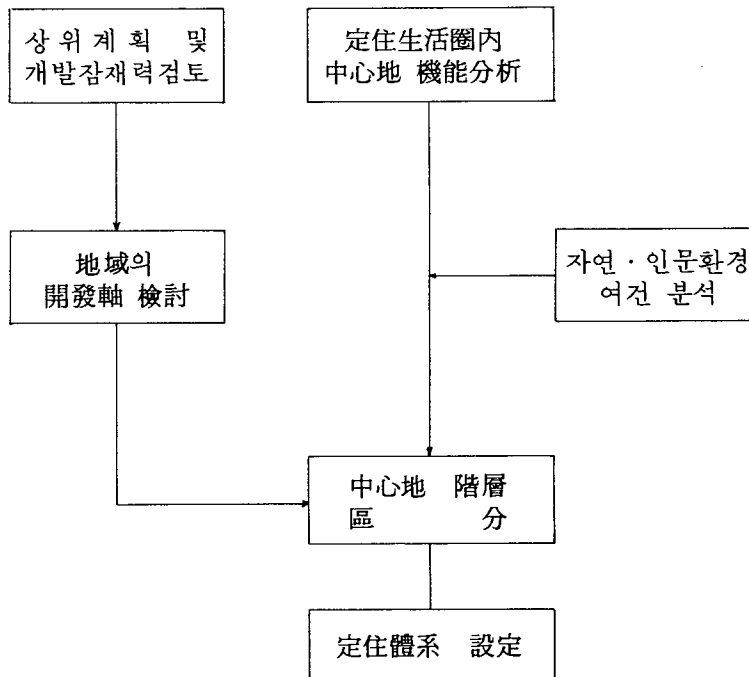 상위계획 및
개발잠재력검토
定住生活圈內
中心地 機能分析
地域의
開發軸 檢討
자연·인문환경
여건 분석
中心地 階層
區 分
定住體系 設定